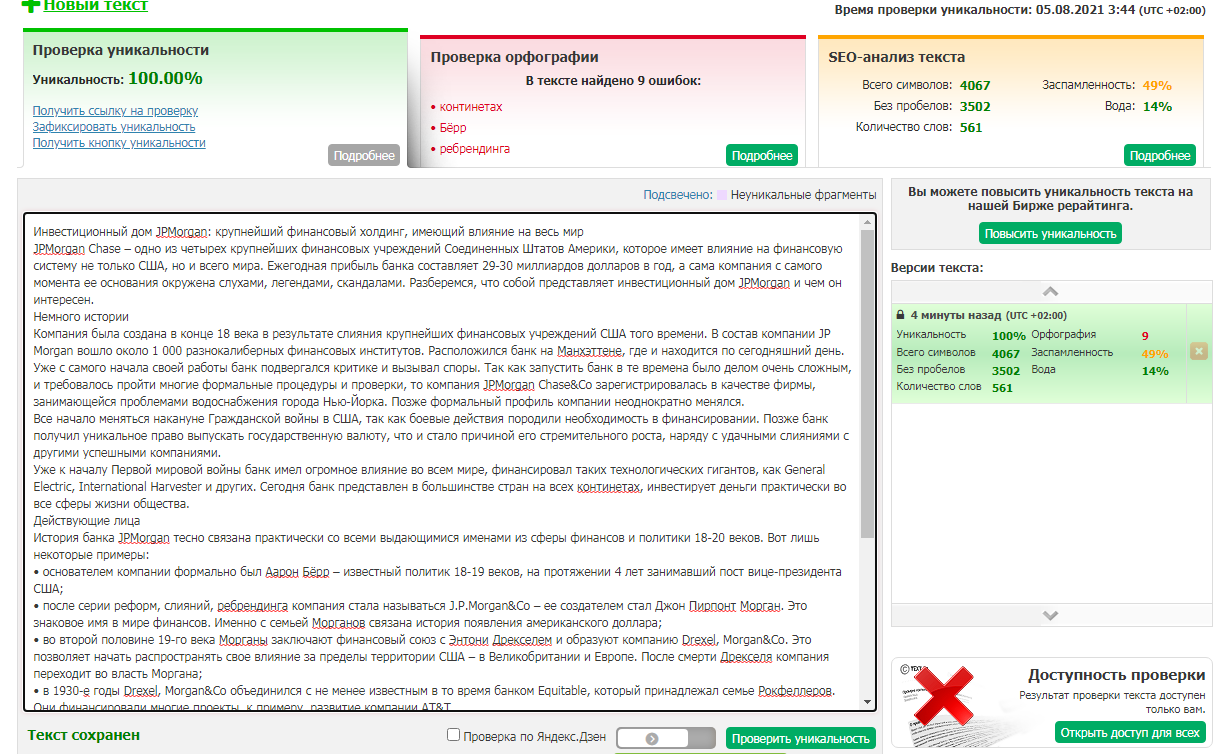 Новый текст
Время проверки уникальности: 05.08.2021 3:44 (UTC +02:00)
Проверка уникальности
Уникальность: 100.00%
Получить ссылку на проверку
Зафиксировать уникальность
Получить кнопку уникальности
Подробнее
Проверка орфографии
В тексте найдено 9 ошибок:
• континетах
• Бёрр
• ребрендинга
Подробнее
SEO-анализ текста
Всего символов: 4067 Заспамленность: 49%
Без пробелов: 3502 Вода: 14%
Количество слов: 561
Подробнее
Подсвечено: Неуникальные фрагменты
Инвестиционный дом JPMorgan: крупнейший финансовый холдинг, имеющий влияние на весь мир
JPMorgan Chase – одно из четырех крупнейших финансовых учреждений Соединенных Штатов Америки, которое имеет влияние на финансовую
систему не только США, но и всего мира. Ежегодная прибыль банка составляет 29-30 миллиардов долларов в год, а сама компания с самого
момента ее основания окружена слухами, легендами, скандалами. Разберемся, что собой представляет инвестиционный дом JPMorgan и чем он
интересен.
Немного истории
Компания была создана в конце 18 века в результате слияния крупнейших финансовых учреждений США того времени. В состав компании JP
Morgan вошло около 1 000 разнокалиберных финансовых институтов. Расположился банк на Манхэттене, где и находится по сегодняшний день.
Уже с самого начала своей работы банк подвергался критике и вызывал споры. Так как запустить банк в те времена было делом очень сложным,
и требовалось пройти многие формальные процедуры и проверки, то компания JPMorgan Chase&Co зарегистрировалась в качестве фирмы,
занимающейся проблемами водоснабжения города Нью-Йорка. Позже формальный профиль компании неоднократно менялся.
Все начало меняться накануне Гражданской войны в США, так как боевые действия породили необходимость в финансировании. Позже банк
получил уникальное право выпускать государственную валюту, что и стало причиной его стремительного роста, наряду с удачными слияниями с
другими успешными компаниями.
Уже к началу Первой мировой войны банк имел огромное влияние во всем мире, финансировал таких технологических гигантов, как General
Electric, International Harvester и других. Сегодня банк представлен в большинстве стран на всех континетах, инвестирует деньги практически во
все сферы жизни общества.
Действующие лица
История банка JPMorgan тесно связана практически со всеми выдающимися именами из сферы финансов и политики 18-20 веков. Вот лишь
некоторые примеры:
• основателем компании формально был Аарон Бёрр – известный политик 18-19 веков, на протяжении 4 лет занимавший пост вице-президента
США;
• после серии реформ, слияний, ребрендинга компания стала называться J.P.Morgan&Co – ее создателем стал Джон Пирпонт Морган. Это
знаковое имя в мире финансов. Именно с семьей Морганов связана история появления американского доллара;
• во второй половине 19-го века Морганы заключают финансовый союз с Энтони Дрекселем и образуют компанию Drexel, Morgan&Co. Это
позволяет начать распространять свое влияние за пределы территории США – в Великобритании и Европе. После смерти Дрекселя компания
переходит во власть Моргана;
• в 1930-е годы Drexel, Morgan&Co объединился с не менее известным в то время банком Equitable, который принадлежал семье Рокфеллеров.
Они финансировали многие проекты, к примеру, развитие компании AT&T
Текст сохранен
Проверка по Яндекс.Дзен
Проверить уникальность
Вы можете повысить уникальность текста на
нашей Бирже рерайтинга.
Повысить уникальность
Версии текста:
4 минуты назад (UTC +02:00)
Уникальность 100% Орфография 9
Всего символов 4067 Заспамленность 49%
Без пробелов 3502 Вода 14%
Количество слов 561
Доступность проверки
Результат проверки текста доступен
только вам.
Открыть доступ для всех